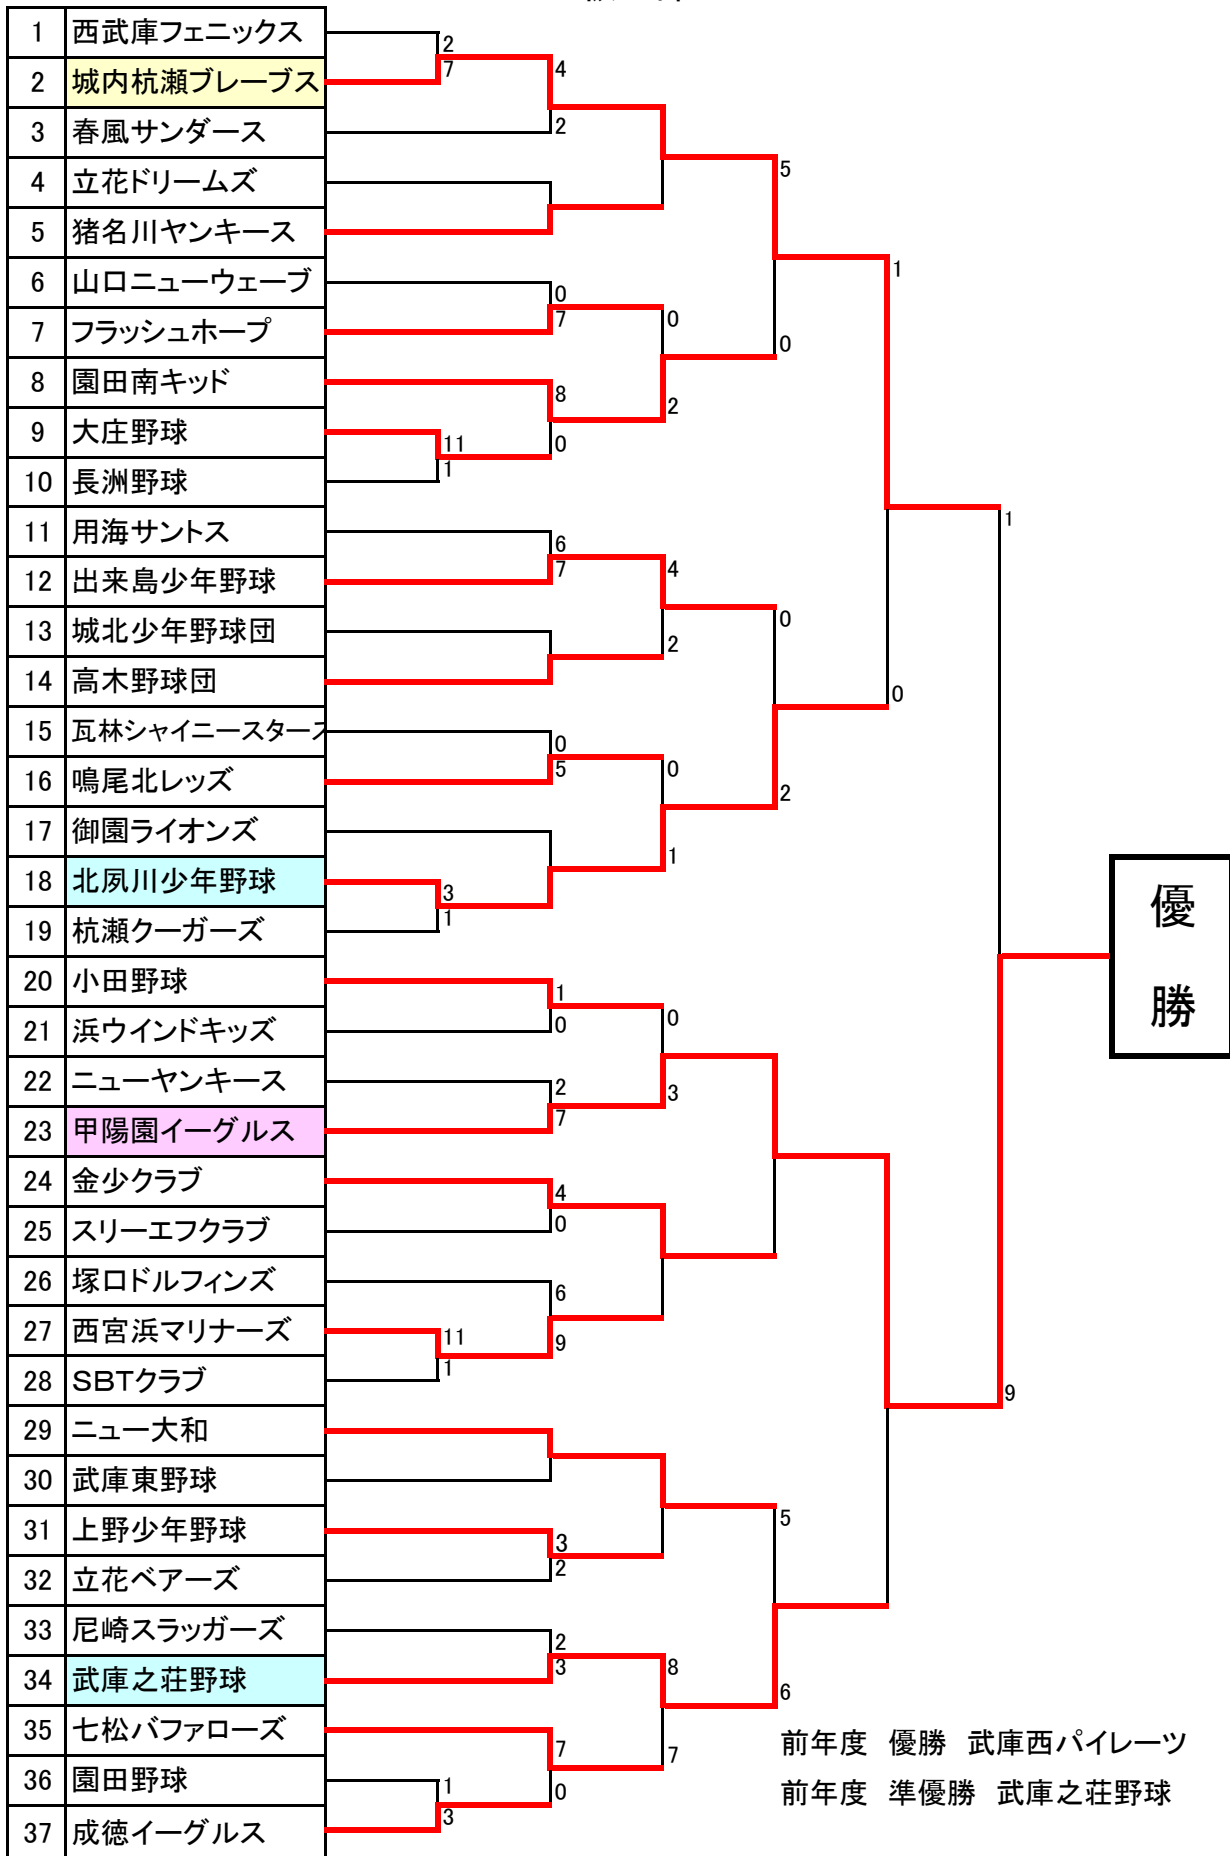 1 西武庫フェニックス
2
2 城内杭瀬ブレーブス
7
4
3 春風サンダース
2
5
4 立花ドリームズ
5 猪名川ヤンキース
1
6 山口ニューウェーブ
0
7 フラッシュホープ
7
0
0
8 園田南キッド
8
2
9 大庄野球
11
0
10 長洲野球
1
11 用海サントス
6
1
12 出来島少年野球
7
4
13 城北少年野球団
2
0
14 高木野球団
0
15 瓦林シャイニースターズ
0
16 鳴尾北レッズ
5
0
2
17 御園ライオンズ
1
18 北夙川少年野球
3
19 杭瀬クーガーズ
1
優
勝
20 小田野球
1
21 浜ウインドキッズ
0
0
22 ニューヤンキース
2
3
23 甲陽園イーグルス
7
24 金少クラブ
4
25 スリーエフクラブ
0
26 塚口ドルフィンズ
6
27 西宮浜マリナーズ
11
9
28 SBTクラブ
1
9
29 ニュー大和
30 武庫東野球
31 上野少年野球
3
5
32 立花ベアーズ
2
33 尼崎スラッガーズ
2
34 武庫之荘野球
3
8
6
35 七松バファローズ
7
7
36 園田野球
1
0
37 成徳イーグルス
3
前年度 優勝 武庫西パイレーツ
前年度 準優勝 武庫之荘野球